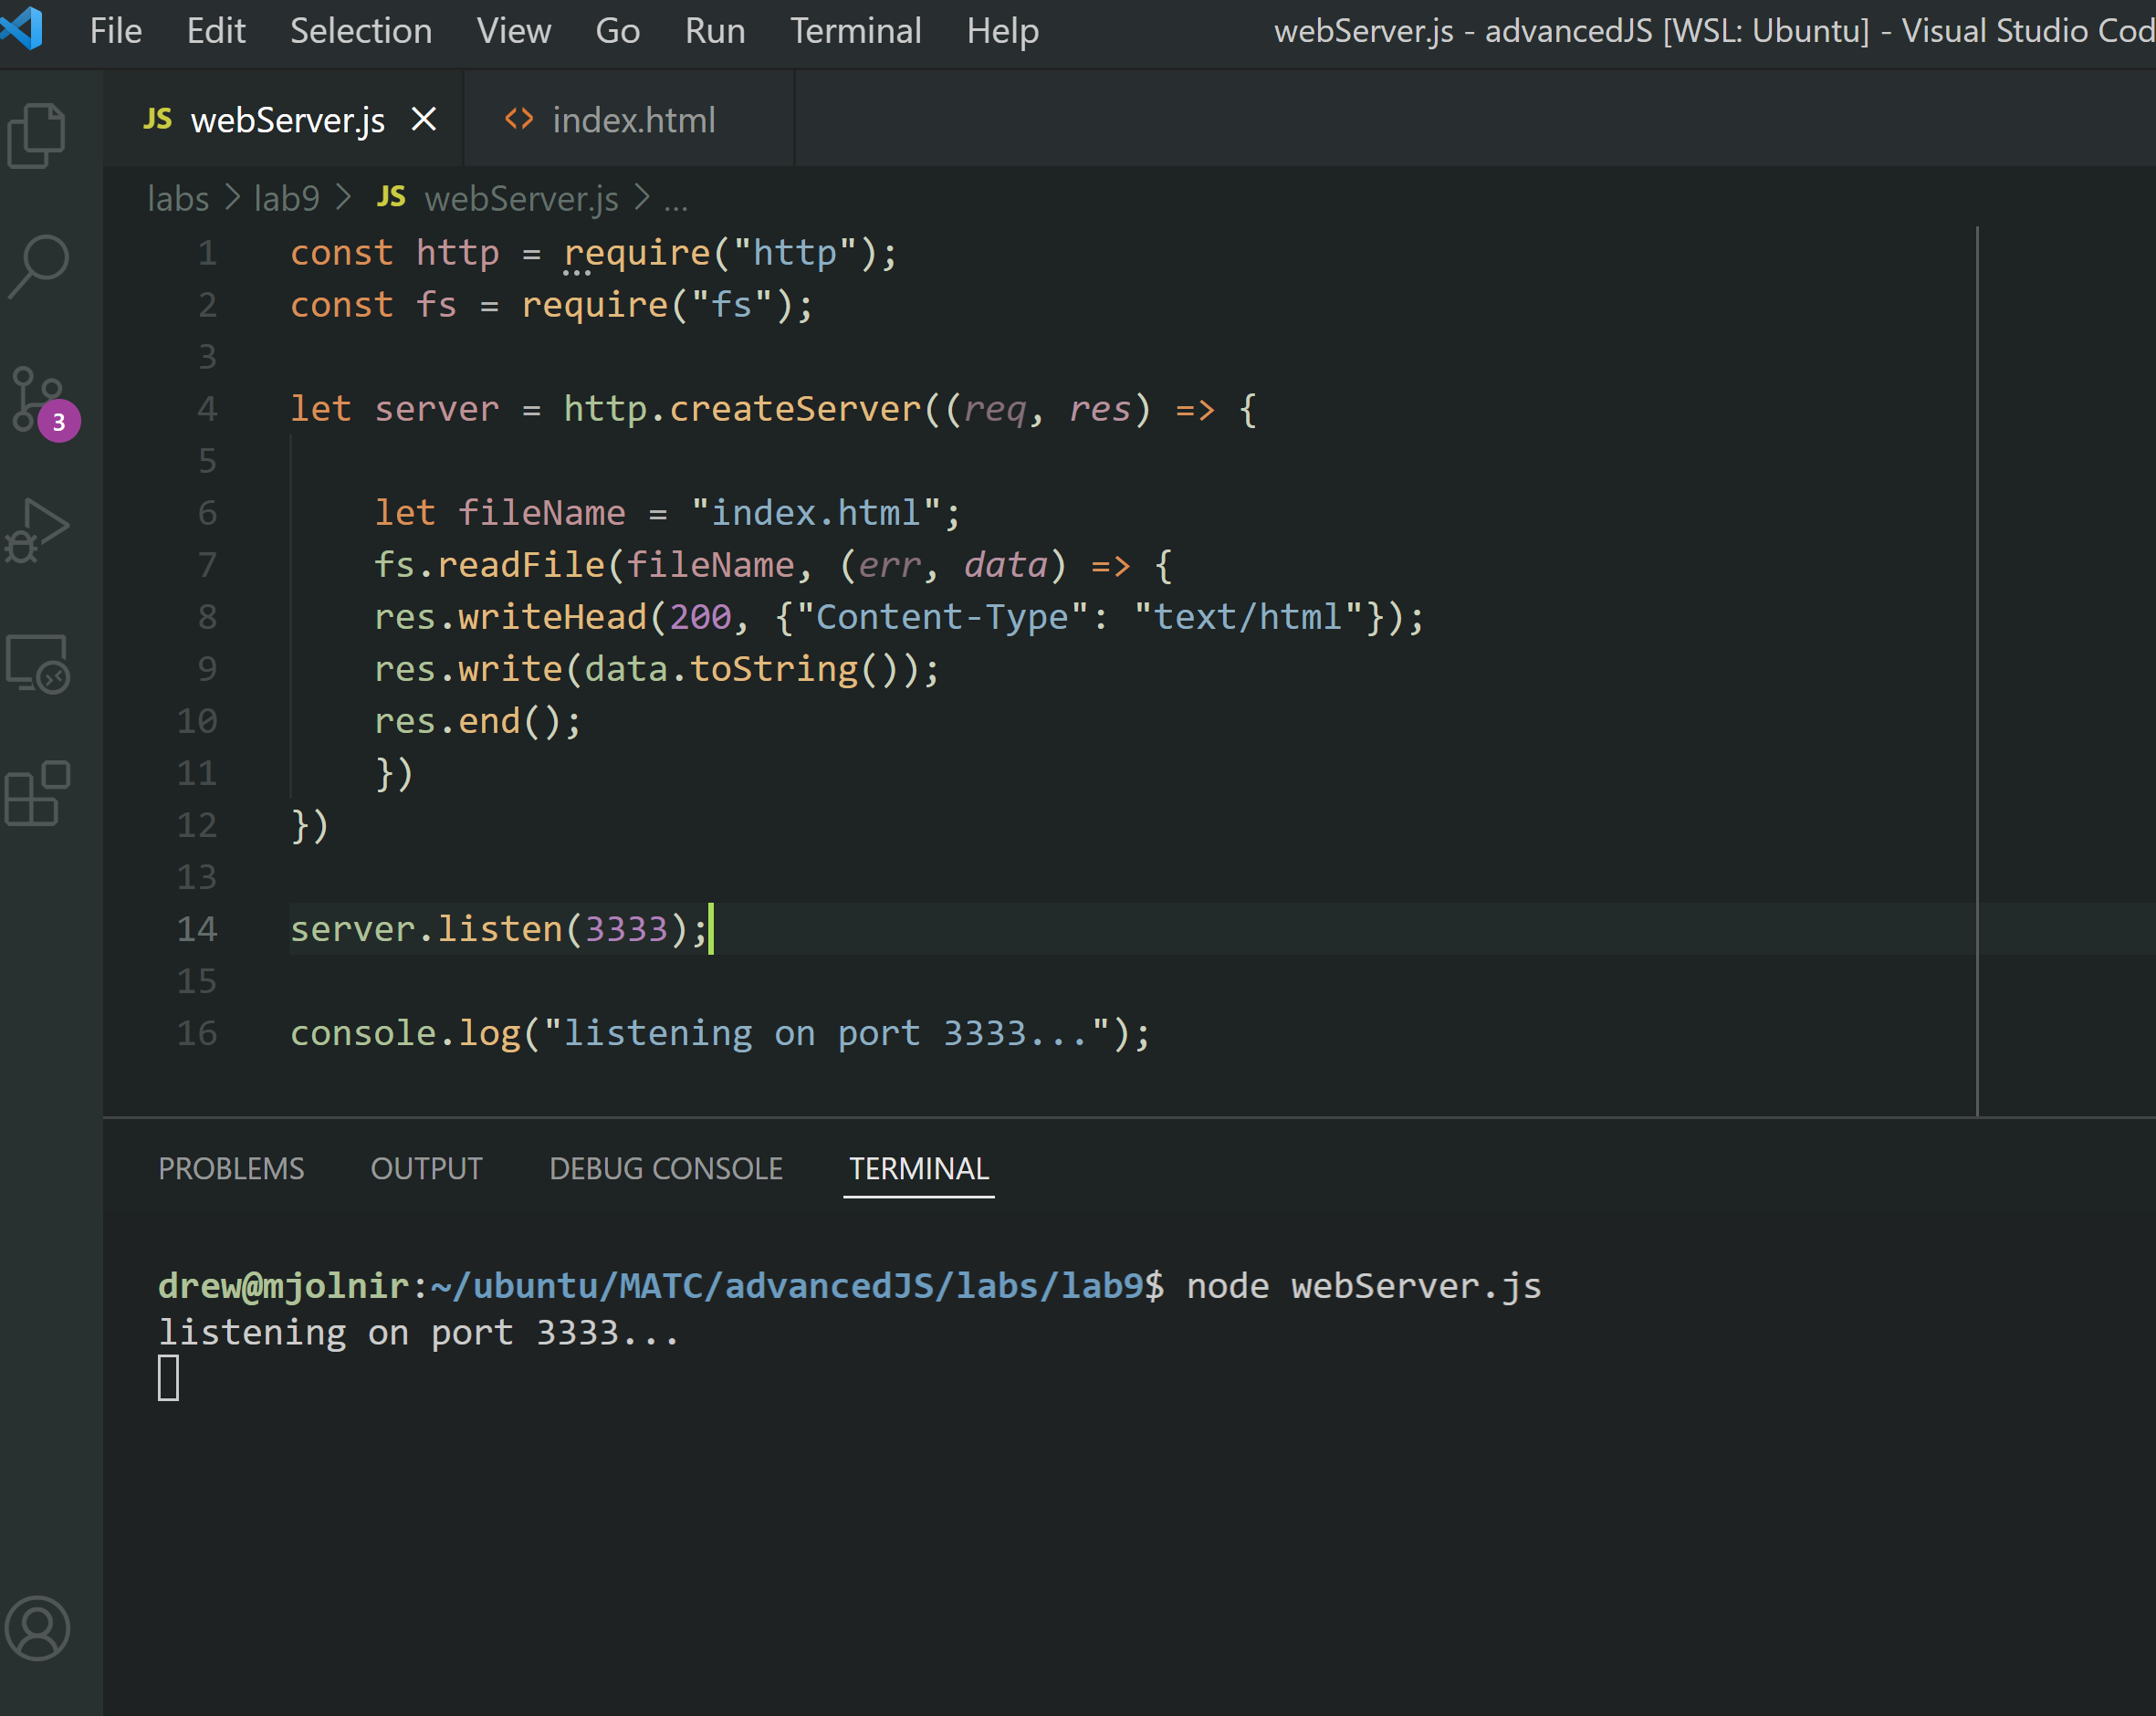 File Edit Selection View Go Run Terminal Help webServer.js - advancedJS [WSL: Ubuntu] - Visual Studio Cod
JS webServer.js × <> index.html
labs > lab9 > JS webServer.js > ...
1 const http = require("http");
2 const fs = require("fs");
3
4 let server = http.createServer((req, res) => {
5
6 let fileName = "index.html";
7 fs.readFile(fileName, (err, data) => {
8 res.writeHead(200, {"Content-Type": "text/html"});
9 res.write(data.toString());
10 res.end();
11 })
12 })
13
14 server.listen(3333);
15
16 console.log("listening on port 3333...");
3
PROBLEMS OUTPUT DEBUG CONSOLE TERMINAL
drew@mjolnir:~/ubuntu/MATC/advancedJS/labs/lab9$ node webServer.js
listening on port 3333...